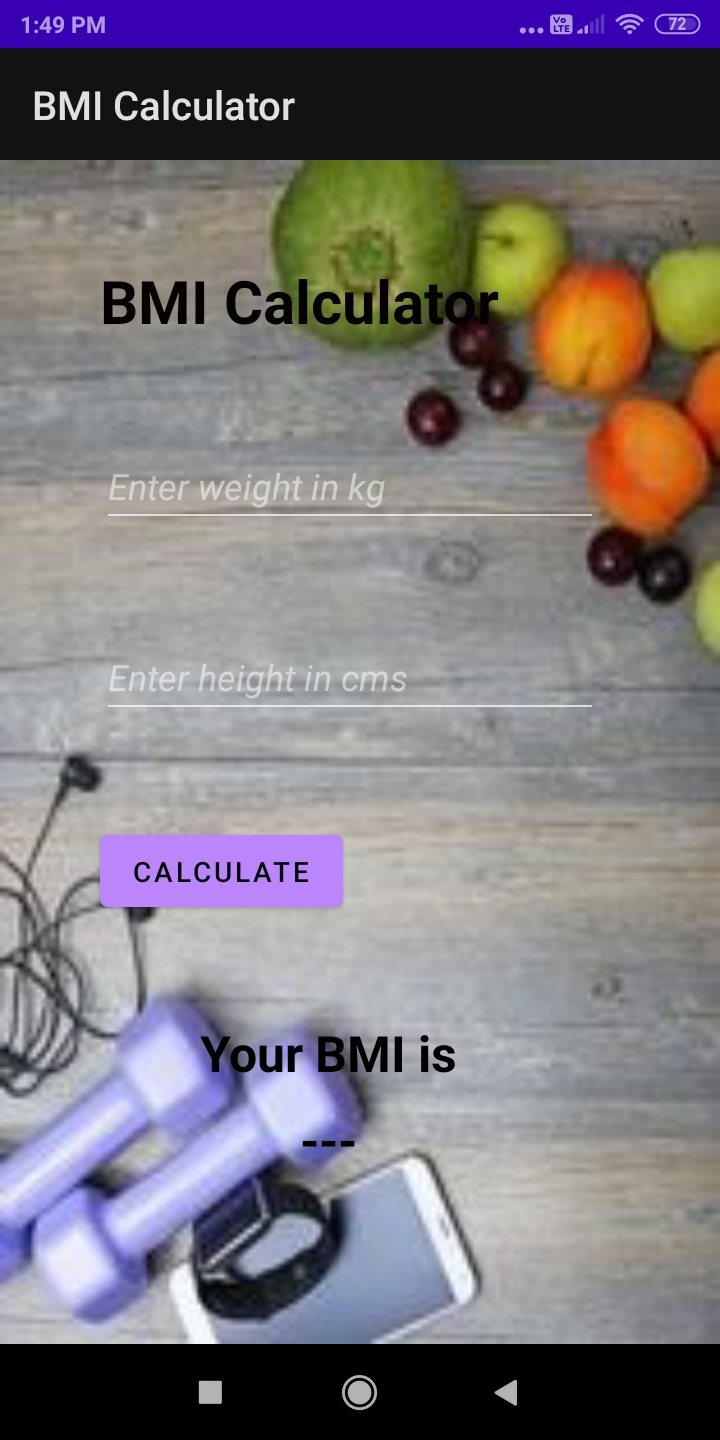 1:49 PM
Vo LTE
72
BMI Calculator
BMI Calculator
Enter weight in kg
Enter height in cms
CALCULATE
Your BMI is
---